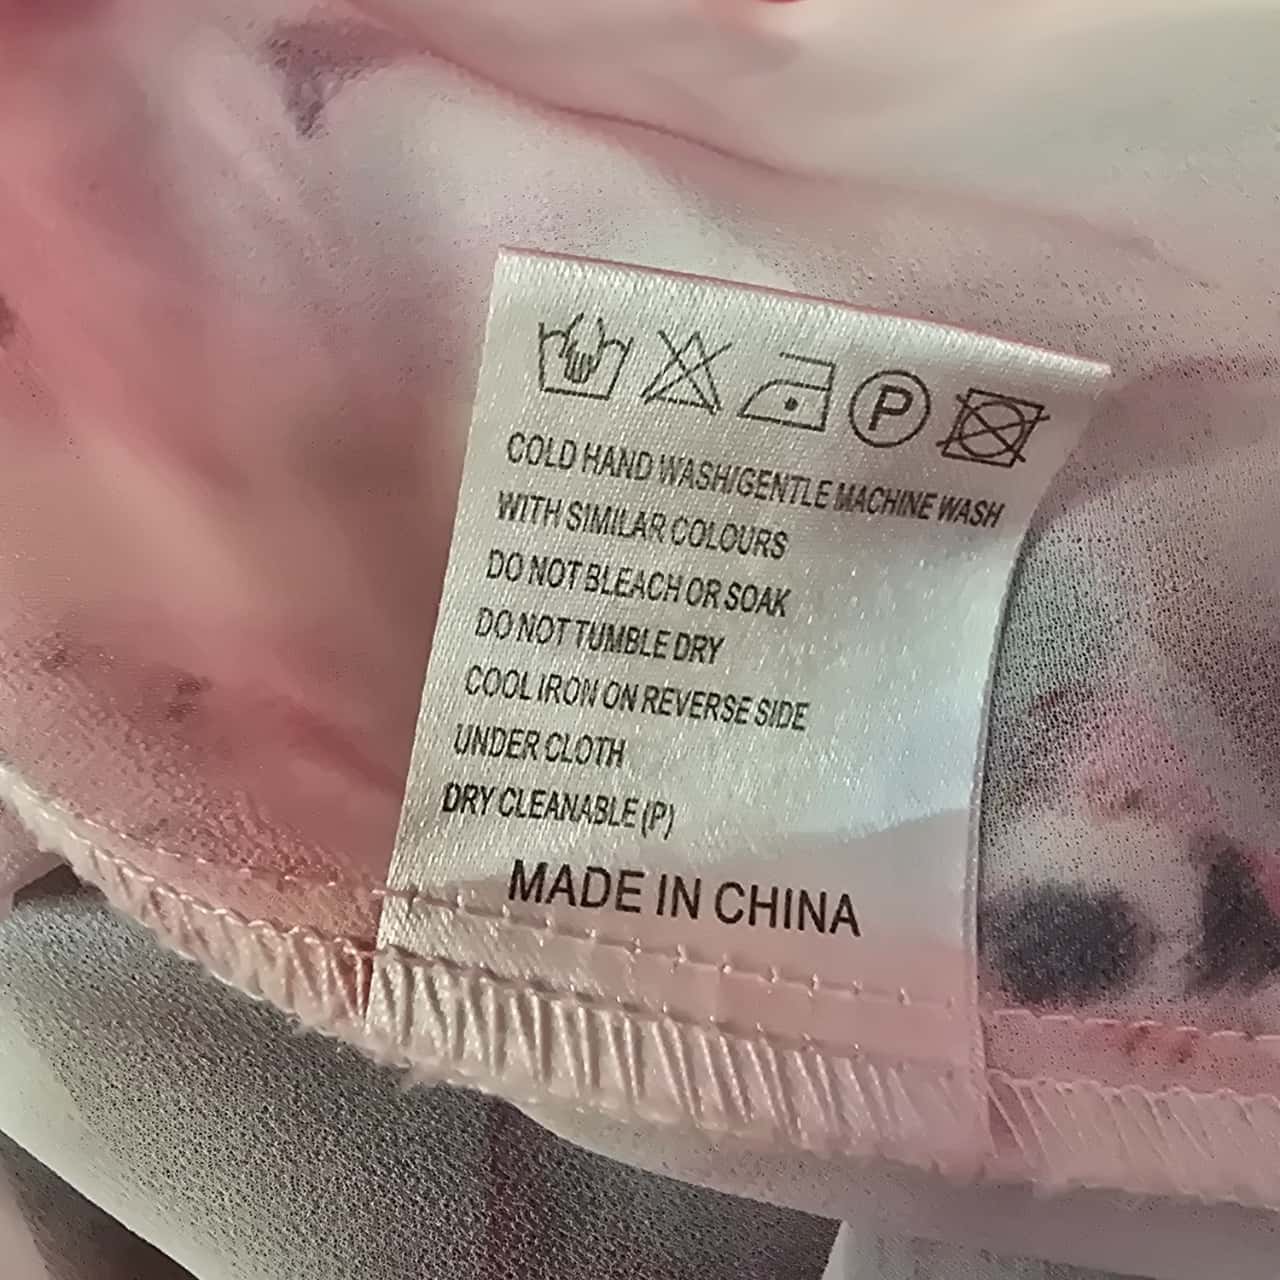 P
COLD HAND WASH/GENTLE MACHINE WASH
WITH SIMILAR COLOURS
DO NOT BLEACH OR SOAK
DO NOT TUMBLE DRY
COOL IRON ON REVERSE SIDE
UNDER CLOTH
DRY CLEANABLE (P)
MADE IN CHINA